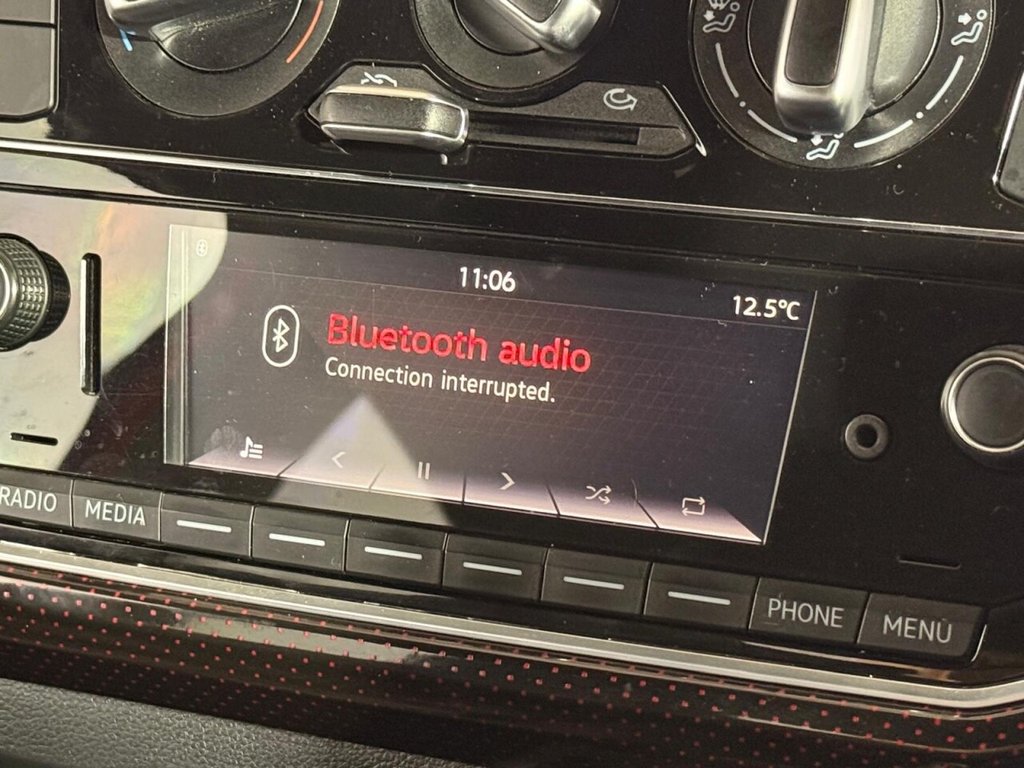 11:06
12.5°C
Bluetooth audio
Connection interrupted.
RADIO
MEDIA
PHONE
MENU